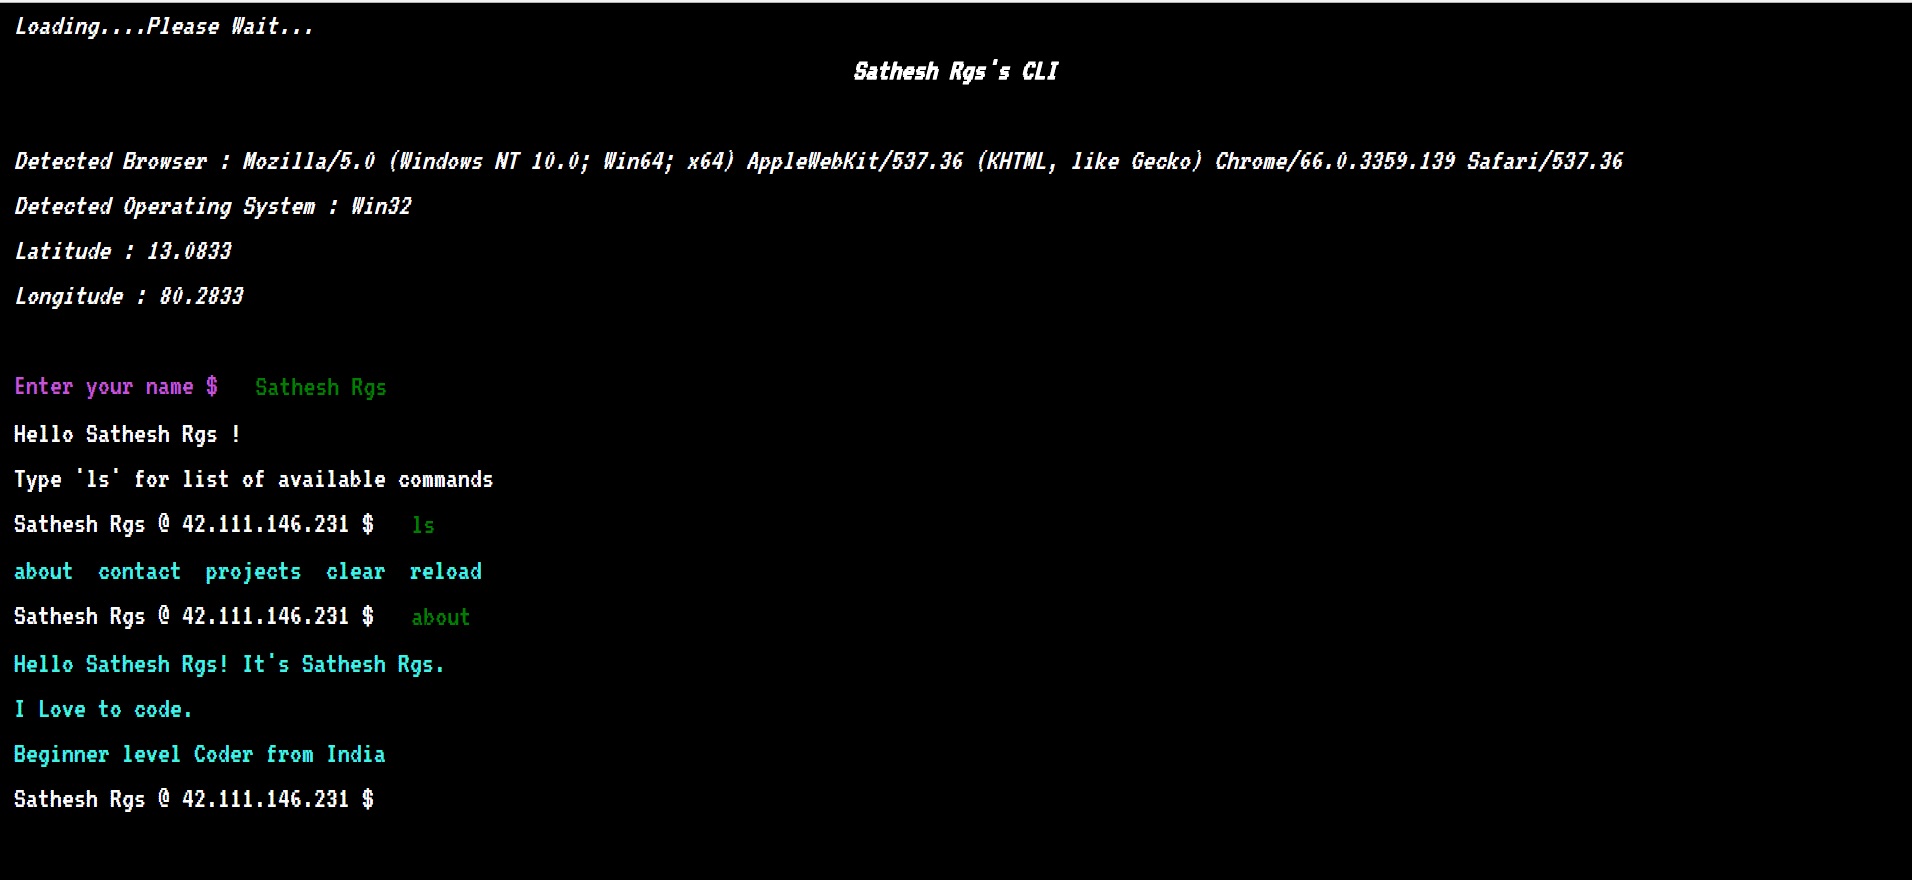 Loading....Please Wait...
Sathesh Rgs's CLI
Detected Browser : Mozilla/5.0 (Windows NT 10.0; Win64; x64) AppleWebKit/537.36 (KHTML, like Gecko) Chrome/66.0.3359.139 Safari/537.36
Detected Operating System : Win32
Latitude : 13.0833
Longitude : 80.2833
Enter your name $ Sathesh Rgs
Hello Sathesh Rgs !
Type 'ls' for list of available commands
Sathesh Rgs @ 42.111.146.231 $ ls
about contact projects clear reload
Sathesh Rgs @ 42.111.146.231 $ about
Hello Sathesh Rgs! It's Sathesh Rgs.
I Love to code.
Beginner level Coder from India
Sathesh Rgs @ 42.111.146.231 $